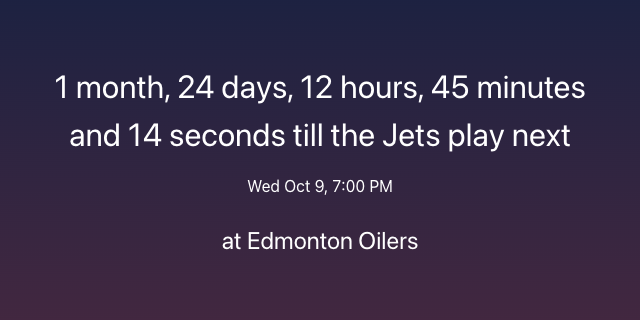 1 month, 24 days, 12 hours, 45 minutes
and 14 seconds till the Jets play next
Wed Oct 9, 7:00 PM
at Edmonton Oilers